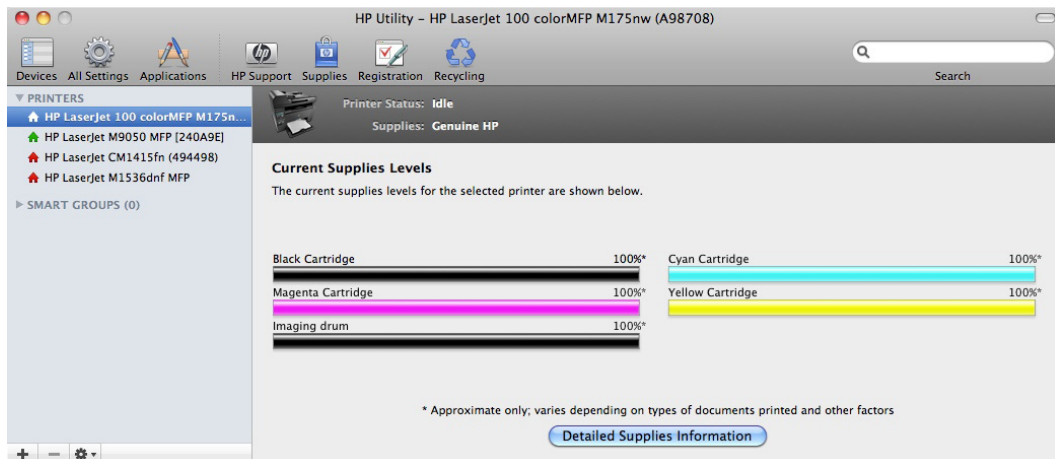 HP Utility – HP LaserJet 100 colorMFP M175nw (A98708)
Devices All Settings Applications HP Support Supplies Registration Recycling Search
PRINTERS
HP LaserJet 100 colorMFP M175n...
HP LaserJet M9050 MFP [240A9E]
HP LaserJet CM1415fn (494498)
HP LaserJet M1536dnf MFP
SMART GROUPS (0)
Printer Status: Idle
Supplies: Genuine HP
Current Supplies Levels
The current supplies levels for the selected printer are shown below.
Black Cartridge 100%*
Cyan Cartridge 100%*
Magenta Cartridge 100%*
Yellow Cartridge 100%*
Imaging drum 100%*
* Approximate only; varies depending on types of documents printed and other factors
Detailed Supplies Information